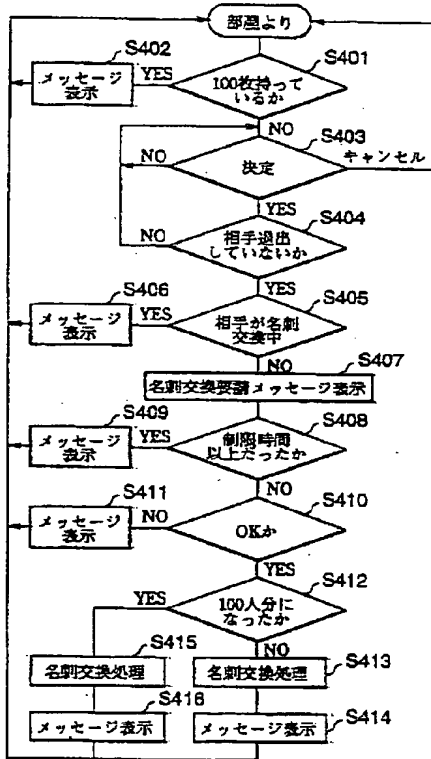 部屋より
S402
S401
メッセージ
表示
YES
100枚持って
いるか
NO
S403
NO
決定
キャンセル
YES
S404
NO
相手退出
していないか
S406
YES
S405
メッセージ
表示
YES
相手が名刺
交換中
NO
S407
名刺交換要請メッセージ表示
S409
S408
メッセージ
表示
YES
制限時間
以上だったか
S411
NO
S410
メッセージ
表示
NO
OKか
YES
S412
YES
100人分に
なったか
S415
NO
S413
名刺交換処理
名刺交換処理
S416
S414
メッセージ表示
メッセージ表示